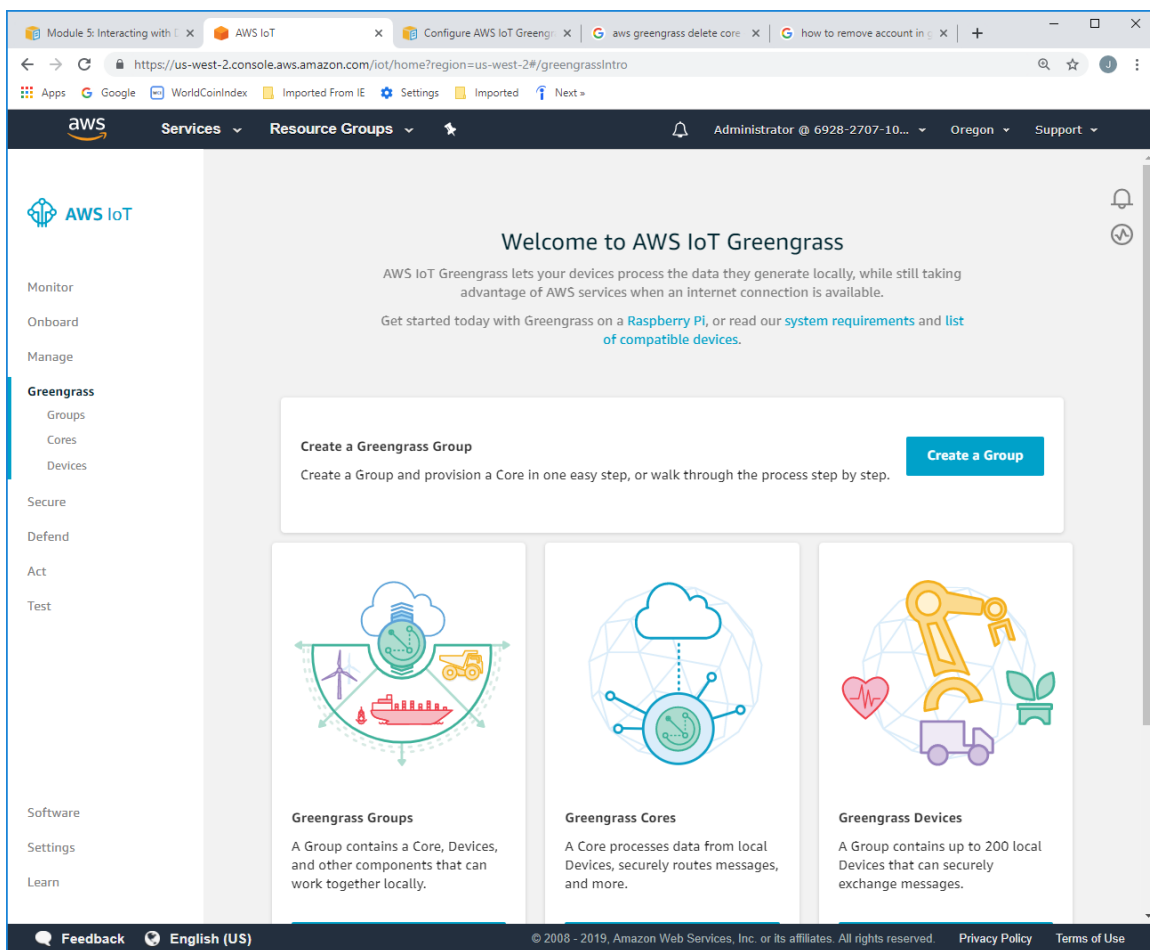 Module 5: Interacting with D
AWS IoT
Configure AWS IoT Greengr
aws greengrass delete core
how to remove account in g
https://us-west-2.console.aws.amazon.com/iot/home?region=us-west-2#/greengrassIntro
J
Apps
Google
WorldCoinIndex
Imported From IE
Settings
Imported
Next »
aws
Services
Resource Groups
Administrator @ 6928-2707-10...
Oregon
Support
AWS IoT
Monitor
Onboard
Manage
Greengrass
Groups
Cores
Devices
Secure
Defend
Act
Test
Software
Settings
Learn
Welcome to AWS IoT Greengrass
AWS IoT Greengrass lets your devices process the data they generate locally, while still taking
advantage of AWS services when an internet connection is available.
Get started today with Greengrass on a Raspberry Pi, or read our system requirements and list
of compatible devices.
Create a Greengrass Group
Create a Group and provision a Core in one easy step, or walk through the process step by step.
Create a Group
Greengrass Groups
A Group contains a Core, Devices,
and other components that can
work together locally.
Greengrass Cores
A Core processes data from local
Devices, securely routes messages,
and more.
Greengrass Devices
A Group contains up to 200 local
Devices that can securely
exchange messages.
Feedback
English (US)
© 2008 - 2019, Amazon Web Services, Inc. or its affiliates. All rights reserved.
Privacy Policy
Terms of Use